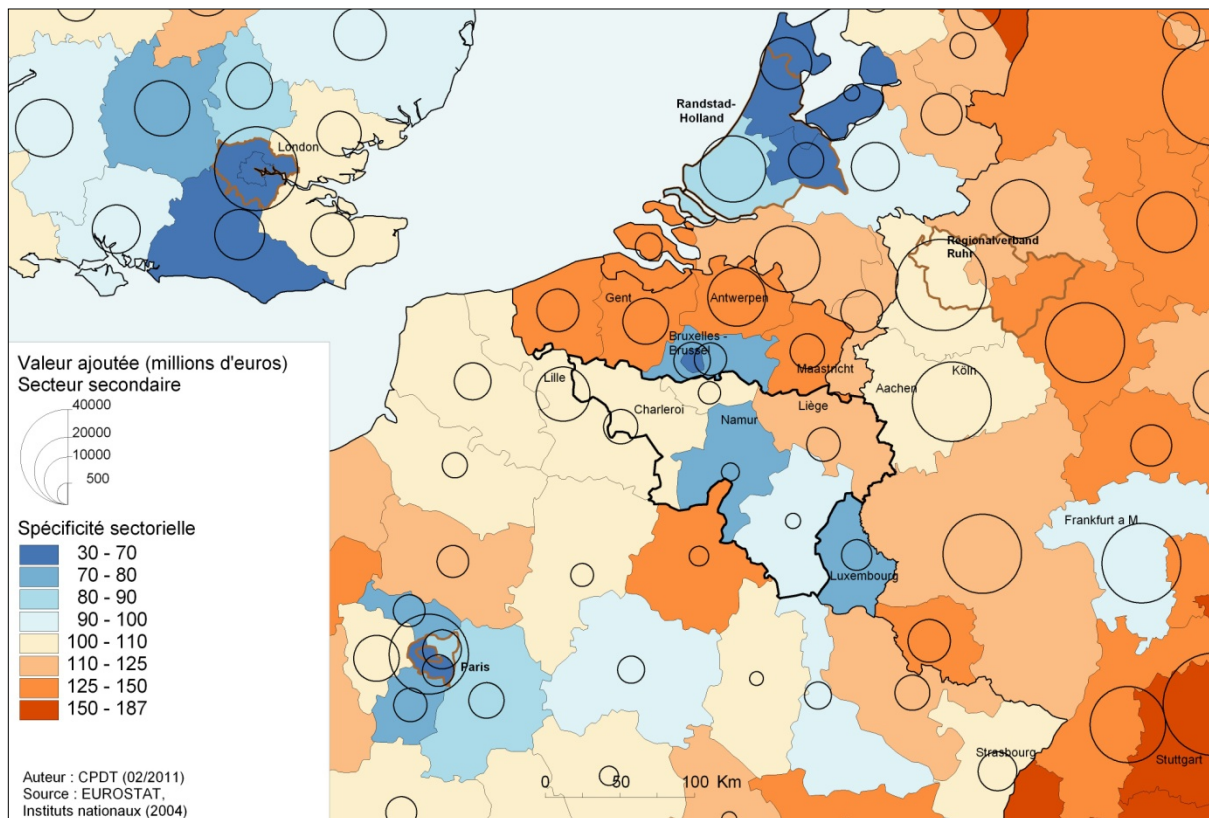 London
Randstad-
Holland
Régionalverband
Ruhr
Gent
Antwerpen
Bruxelles -
Brussel
Maastricht
Köln
Aachen
Lille
Charleroi
Liège
Namur
Luxembourg
Frankfurt a M
Paris
Strasbourg
Stuttgart
Valeur ajoutée (millions d'euros)
Secteur secondaire
40000
20000
10000
500
Spécificité sectorielle
30 - 70
70 - 80
80 - 90
90 - 100
100 - 110
110 - 125
125 - 150
150 - 187
Auteur : CPDT (02/2011)
Source : EUROSTAT,
Instituts nationaux (2004)
0 50 100 Km